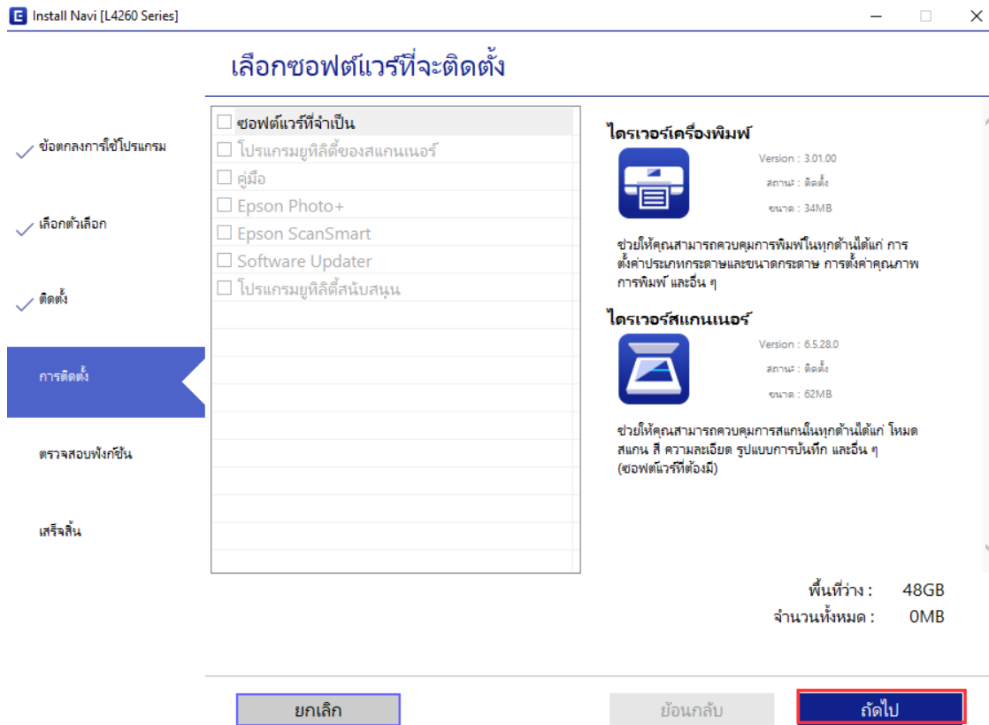 Install Navi [L4260 Series]
เลือกซอฟต์แวร์ที่จะติดตั้ง
ข้อตกลงการใช้โปรแกรม
เลือกตัวเลือก
ติดตั้ง
การติดตั้ง
ตรวจสอบฟังก์ชัน
เสร็จสิ้น
ซอฟต์แวร์ที่จำเป็น
โปรแกรมยูทิลิตี้ของสแกนเนอร์
คู่มือ
Epson Photo+
Epson ScanSmart
Software Updater
โปรแกรมยูทิลิตี้สนับสนุน
ไดรเวอร์เครื่องพิมพ์
Version : 3.01.00
สถานะ : ติดตั้ง
ขนาด : 34MB
ช่วยให้คุณสามารถควบคุมการพิมพ์ในทุกด้านได้แก่ การ
ตั้งค่าประเภทกระดาษและขนาดกระดาษ การตั้งค่าคุณภาพ
การพิมพ์ และอื่น ๆ
ไดรเวอร์สแกนเนอร์
Version : 6.5.28.0
สถานะ : ติดตั้ง
ขนาด : 62MB
ช่วยให้คุณสามารถควบคุมการสแกนในทุกด้านได้แก่ โหมด
สแกน สี ความละเอียด รูปแบบการบันทึก และอื่น ๆ
(ซอฟต์แวร์ที่ต้องมี)
พื้นที่ว่าง : 48GB
จำนวนทั้งหมด : 0MB
ยกเลิก
ย้อนกลับ
ถัดไป